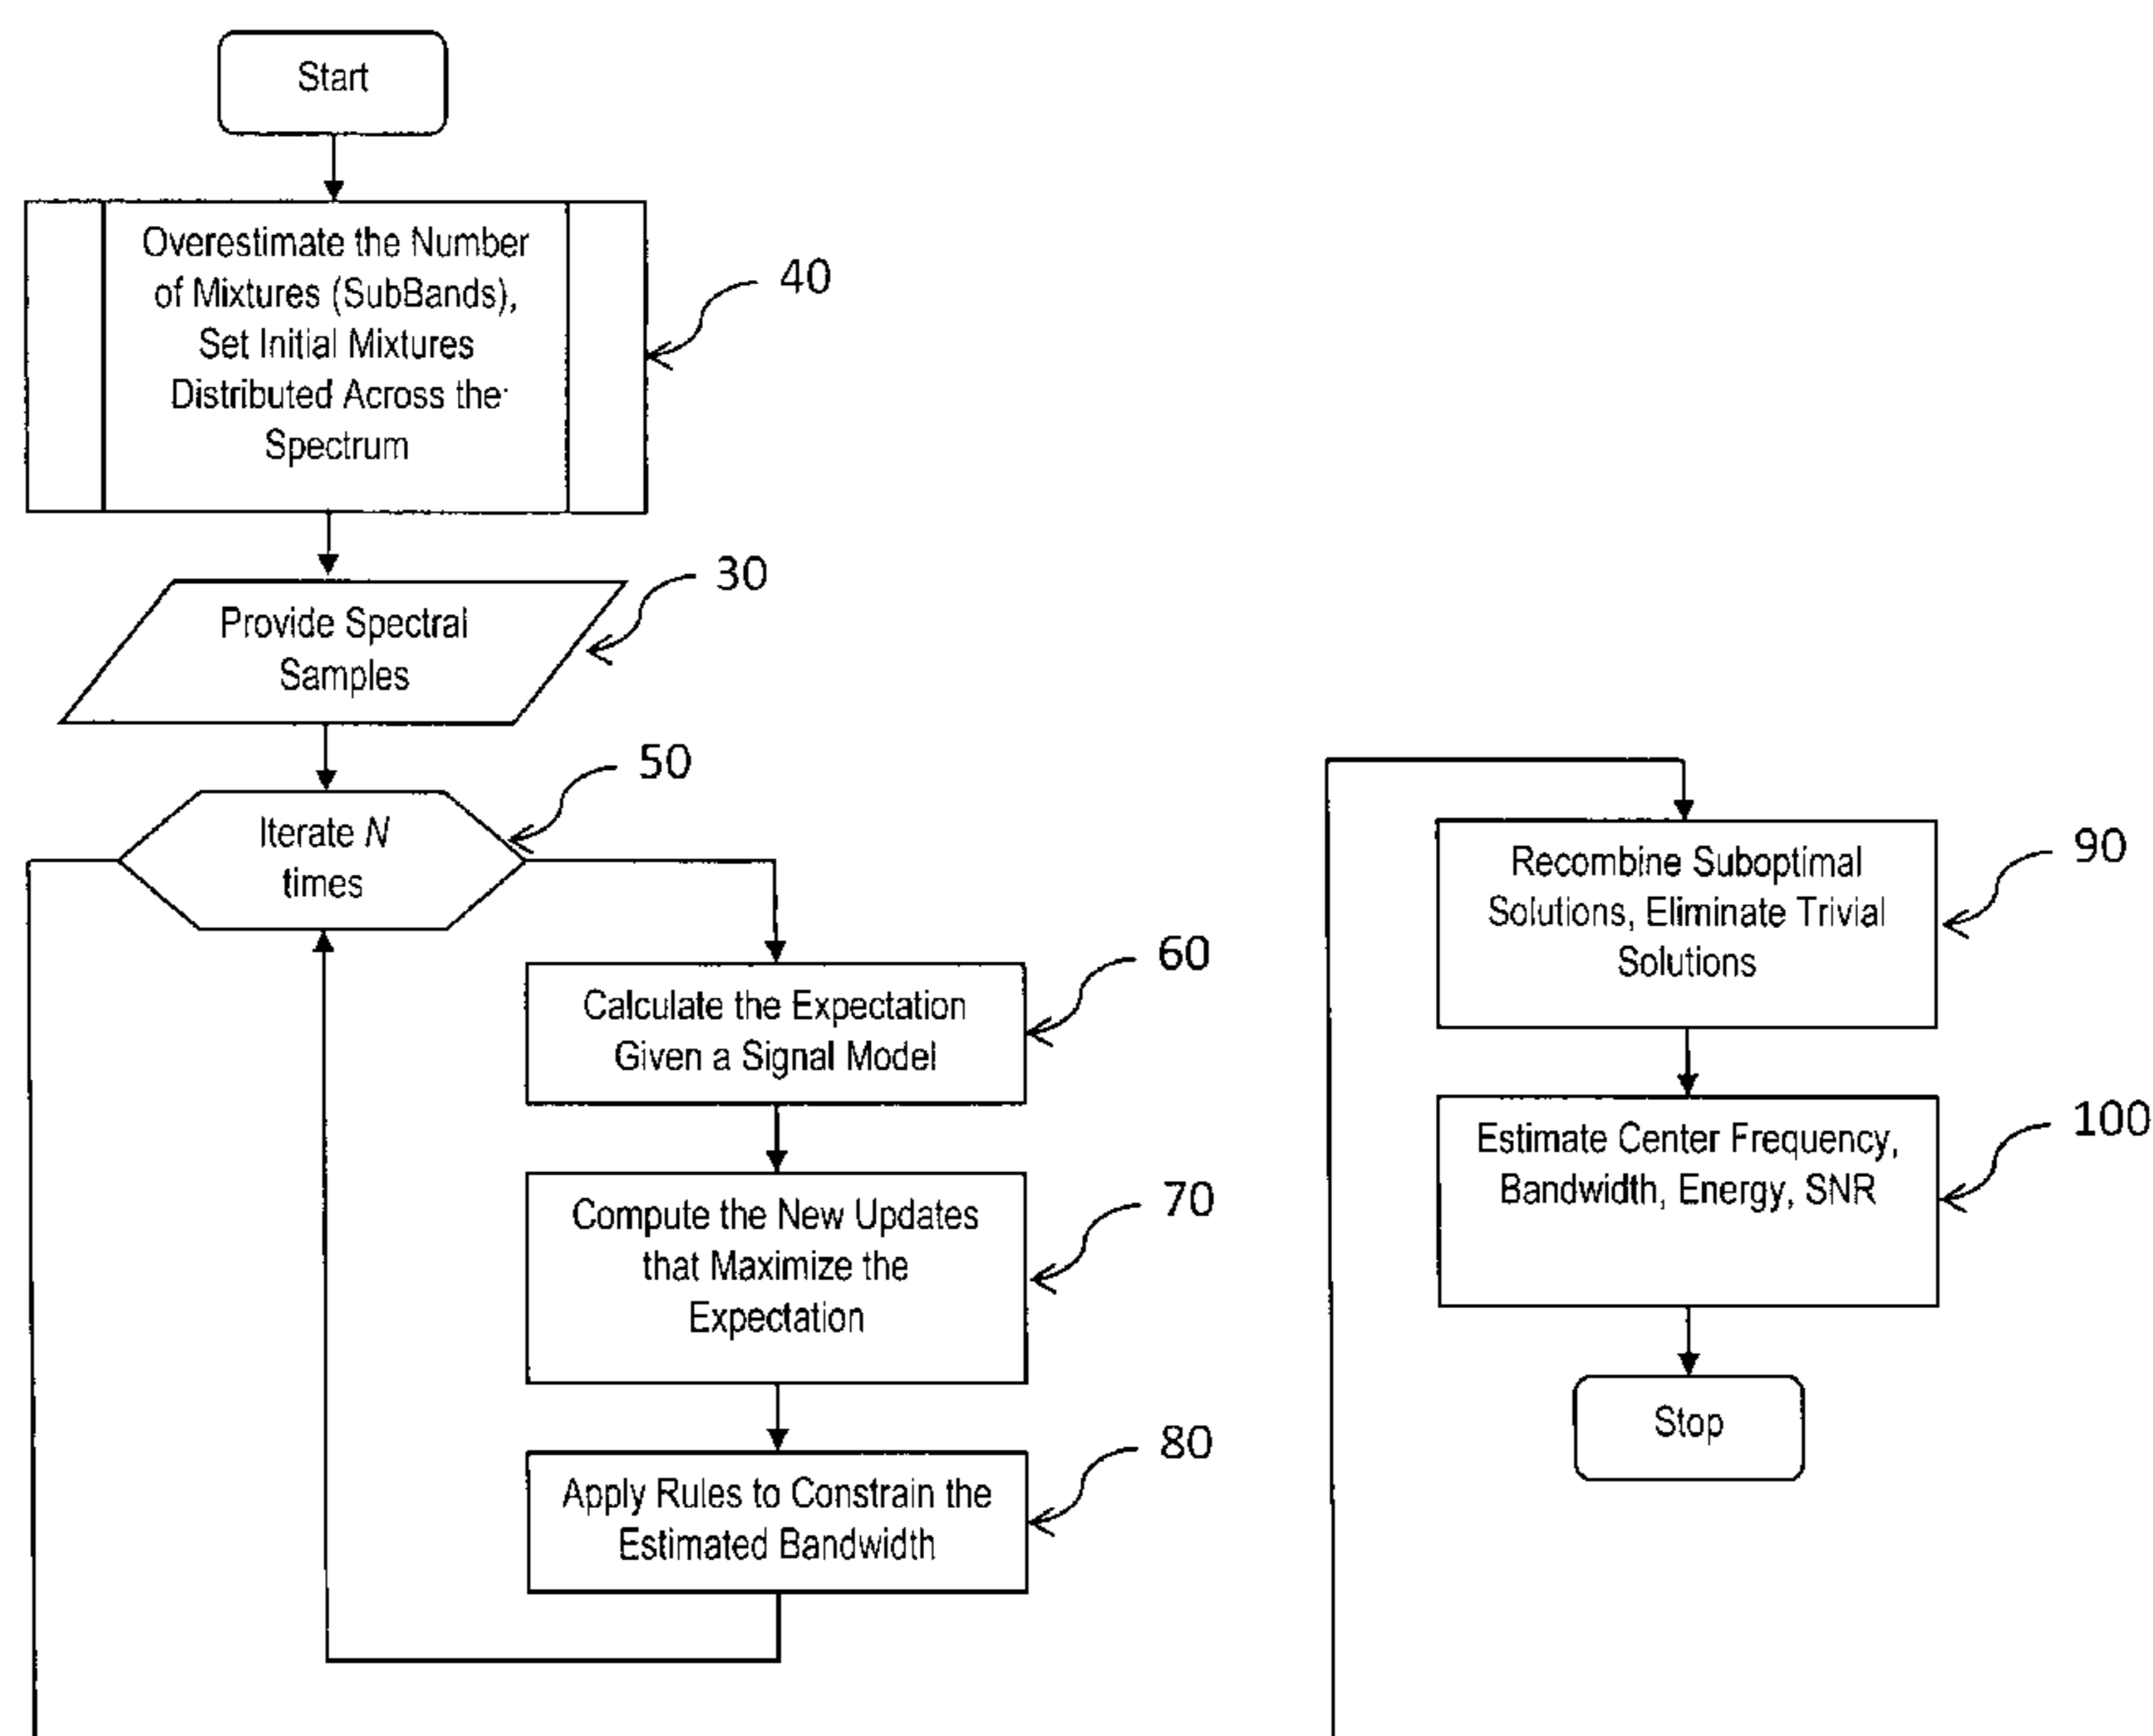 Start
Overestimate the Number
of Mixtures (SubBands),
Set Initial Mixtures
Distributed Across the
Spectrum
40
Provide Spectral
Samples
30
Iterate N
times
50
Calculate the Expectation
Given a Signal Model
60
Compute the New Updates
that Maximize the
Expectation
70
Apply Rules to Constrain the
Estimated Bandwidth
80
Recombine Suboptimal
Solutions, Eliminate Trivial
Solutions
90
Estimate Center Frequency,
Bandwidth, Energy, SNR
100
Stop